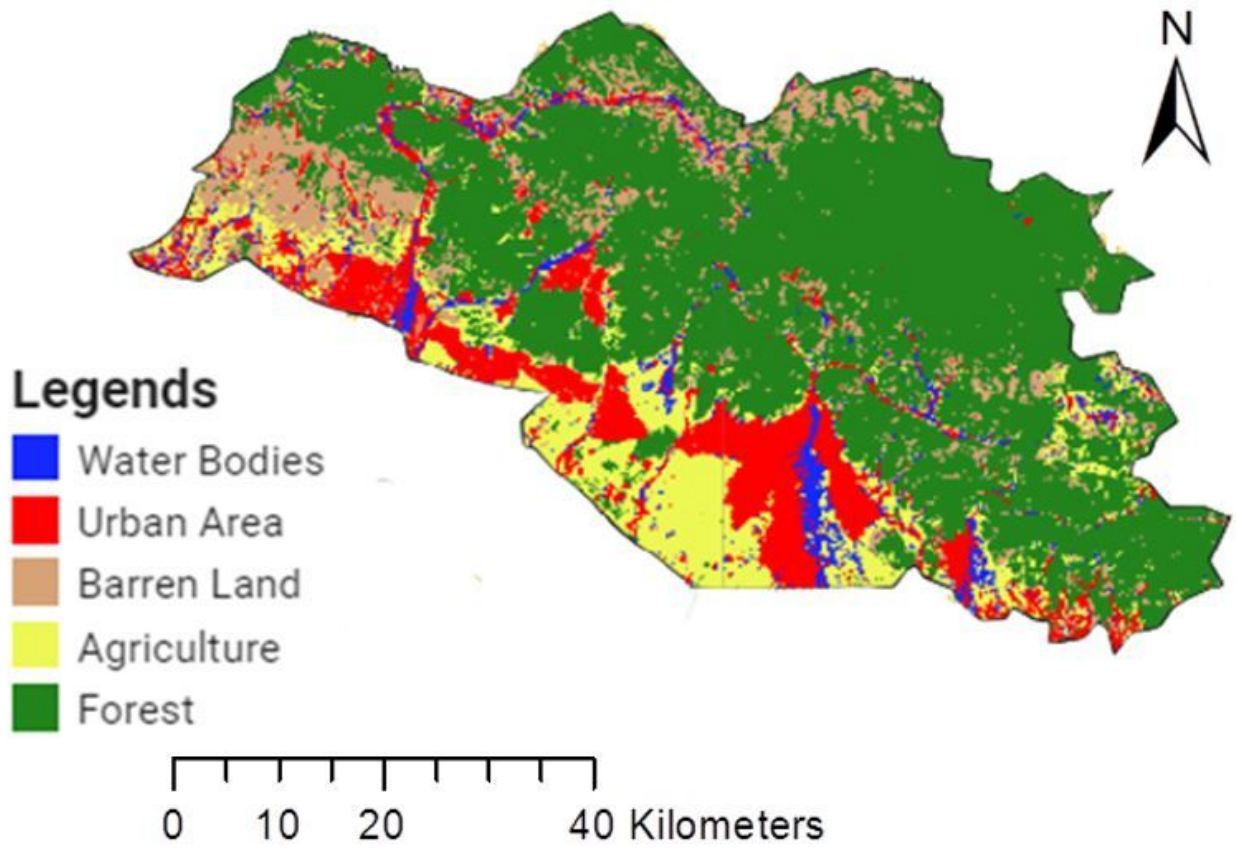 N
Legends
Water Bodies
Urban Area
Barren Land
Agriculture
Forest
0 10 20 40 Kilometers